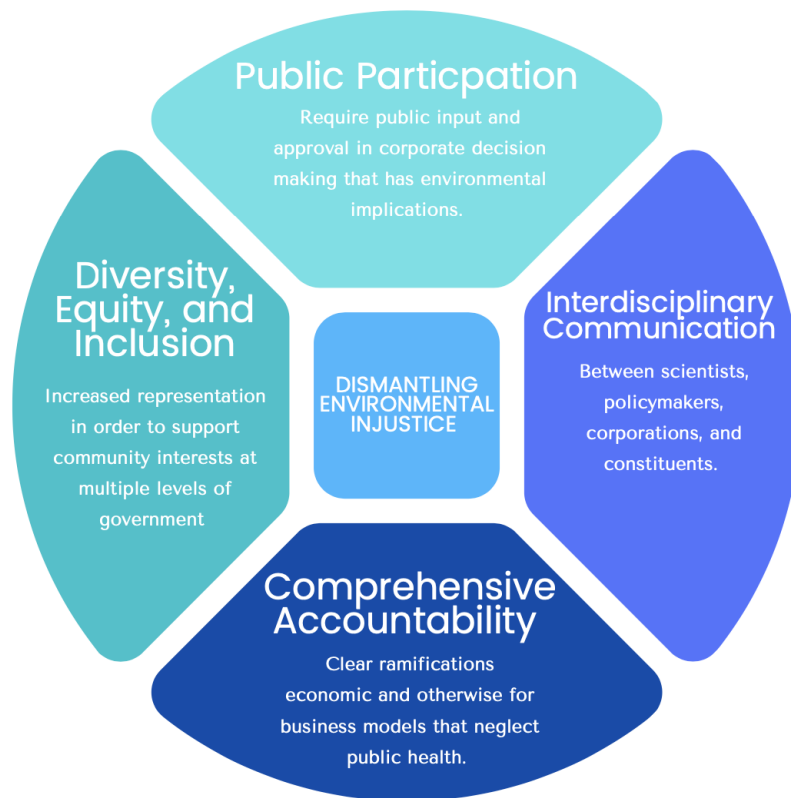 Public Particpation
Require public input and
approval in corporate decision
making that has environmental
implications.
Diversity,
Equity, and
Inclusion
Increased representation
in order to support
community interests at
multiple levels of
government
DISMANTLING
ENVIRONMENTAL
INJUSTICE
Interdisciplinary
Communication
Between scientists,
policymakers,
corporations, and
constituents.
Comprehensive
Accountability
Clear ramifications
economic and otherwise for
business models that neglect
public health.